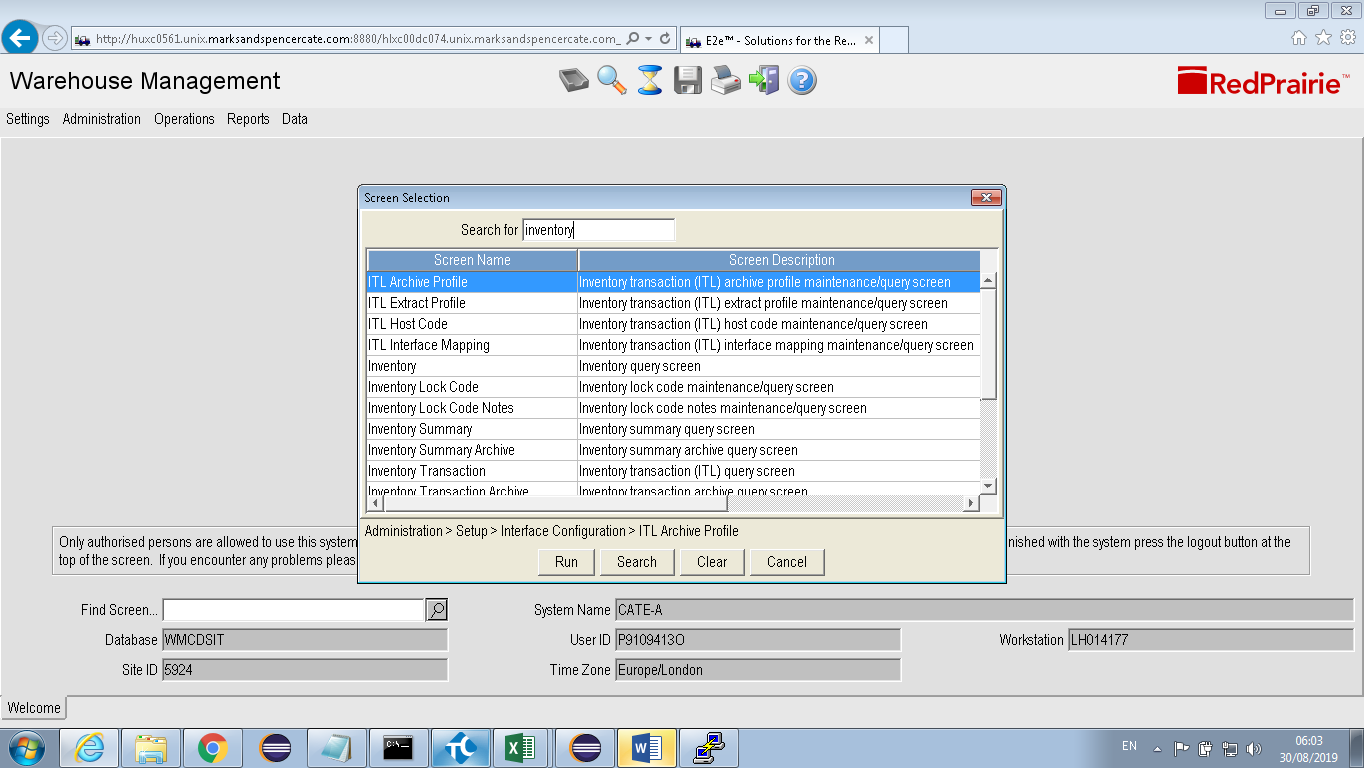 http://huxc0561.unix.marksandspencercate.com:8880/hlxc00dc074.unix.marksandspencercate.com_
E2e™ - Solutions for the Re...
Warehouse Management
RedPrairie™
Settings Administration Operations Reports Data
Screen Selection
Search for inventory
Screen Name Screen Description
ITL Archive Profile Inventory transaction (ITL) archive profile maintenance/query screen
ITL Extract Profile Inventory transaction (ITL) extract profile maintenance/query screen
ITL Host Code Inventory transaction (ITL) host code maintenance/query screen
ITL Interface Mapping Inventory transaction (ITL) interface mapping maintenance/query screen
Inventory Inventory query screen
Inventory Lock Code Inventory lock code maintenance/query screen
Inventory Lock Code Notes Inventory lock code notes maintenance/query screen
Inventory Summary Inventory summary query screen
Inventory Summary Archive Inventory summary archive query screen
Inventory Transaction Inventory transaction (ITL) query screen
Inventory Transaction Archive Inventory transaction archive query screen
Administration > Setup > Interface Configuration > ITL Archive Profile
Run Search Clear Cancel
Only authorised persons are allowed to use this system nished with the system press the logout button at the
top of the screen. If you encounter any problems pleas
Find Screen... System Name CATE-A
Database WMCDSIT User ID P9109413O Workstation LH014177
Site ID 5924 Time Zone Europe/London
Welcome
EN 06:03
30/08/2019